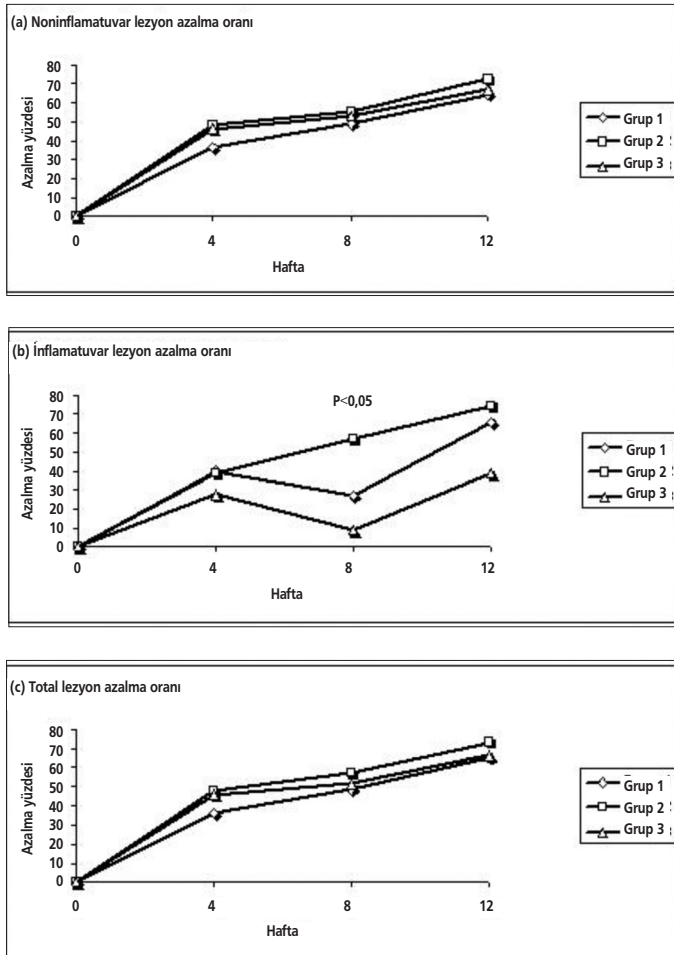 (a) Noninflamatuvar lezyon azalma oranı
80
70
60
50
40
30
20
10
0
Azalma yüzdesi
0 4 8 12
Hafta
Grup 1
Grup 2
Grup 3
(b) Ínflamatuvar lezyon azalma oranı
P<0,05
80
70
60
50
40
30
20
10
0
Azalma yüzdesi
0 4 8 12
Hafta
Grup 1
Grup 2
Grup 3
(c) Total lezyon azalma oranı
80
70
60
50
40
30
20
10
0
Azalma yüzdesi
0 4 8 12
Hafta
Grup 1
Grup 2
Grup 3